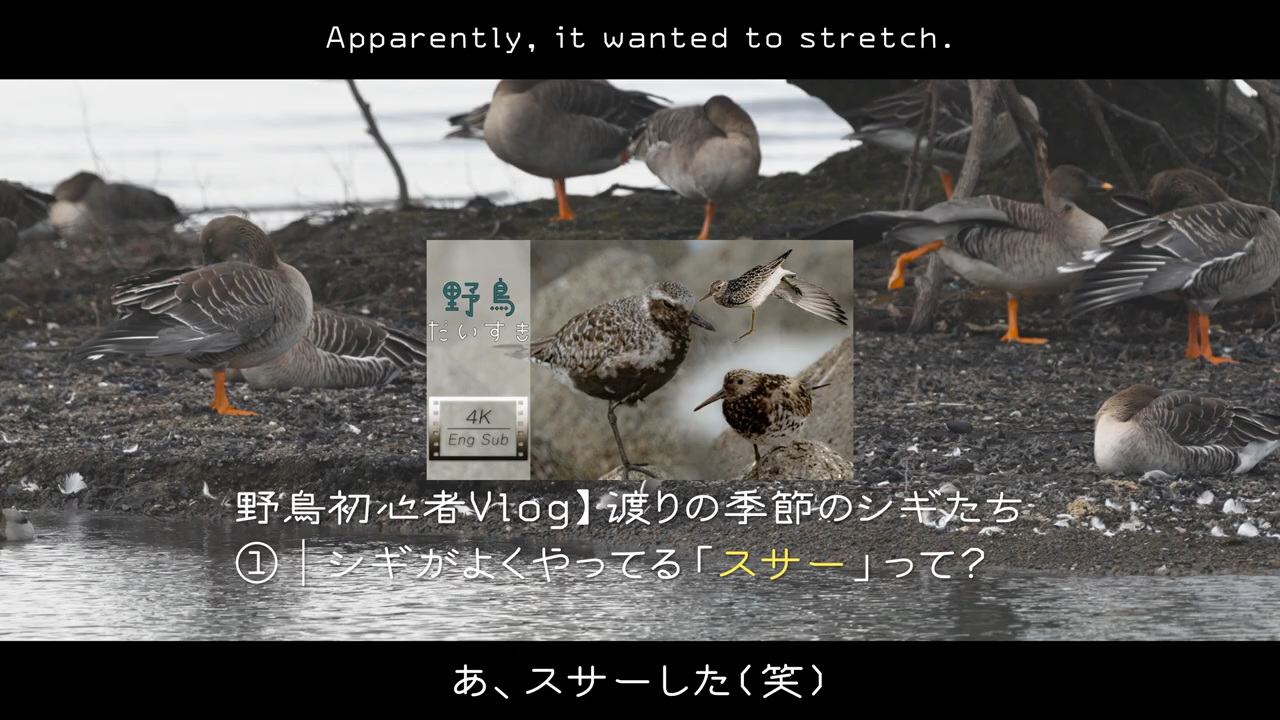 Apparently, it wanted to stretch.
野鳥
だいすき
4K
Eng Sub
野鳥初心者Vlog】渡りの季節のシギたち
①│シギがよくやってる「スサー」って?
あ、スサーした(笑)